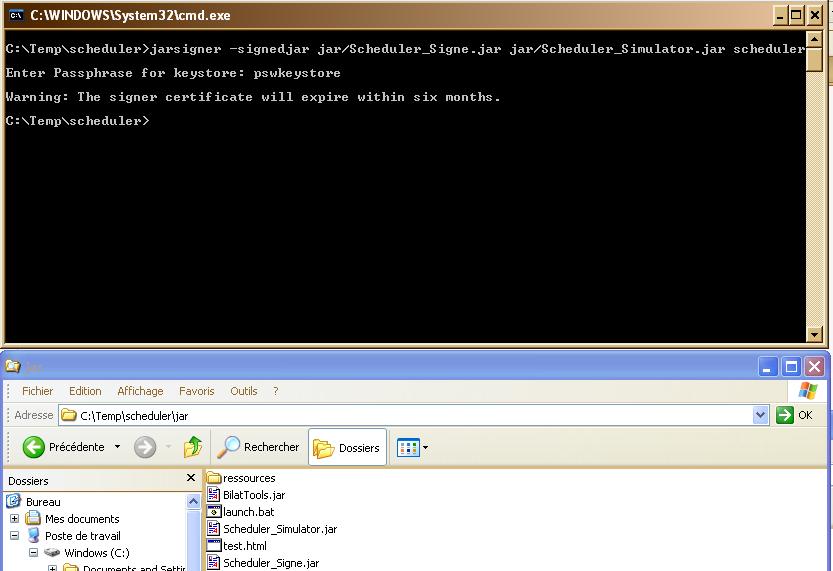 C:\WINDOWS\System32\cmd.exe
C:\Temp\scheduler>jarsigner -signedjar jar/Scheduler_Signe.jar jar/Scheduler_Simulator.jar scheduler
Enter Passphrase for keystore: pswkeystore
Warning: The signer certificate will expire within six months.
C:\Temp\scheduler>
jar
Fichier Edition Affichage Favoris Outils ?
Adresse C:\Temp\scheduler\jar OK
Précédente Rechercher Dossiers
Dossiers
Bureau
Mes documents
Poste de travail
Windows (C:)
Documents and Settin
ressources
BilatTools.jar
launch.bat
Scheduler_Simulator.jar
test.html
Scheduler_Signe.jar